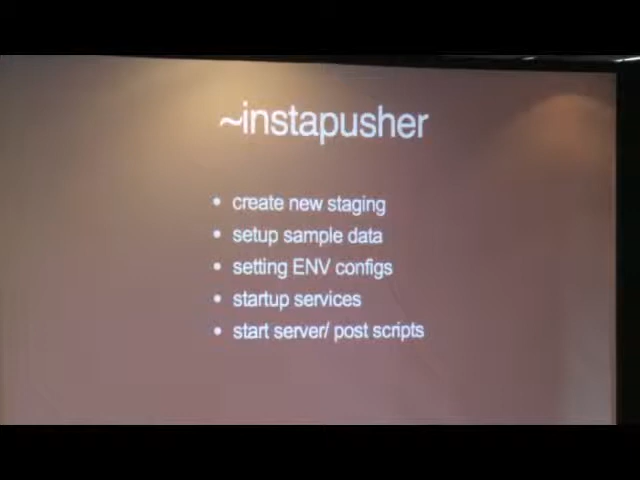 ~instapusher
• create new staging
• setup sample data
• setting ENV configs
• startup services
• start server/ post scripts